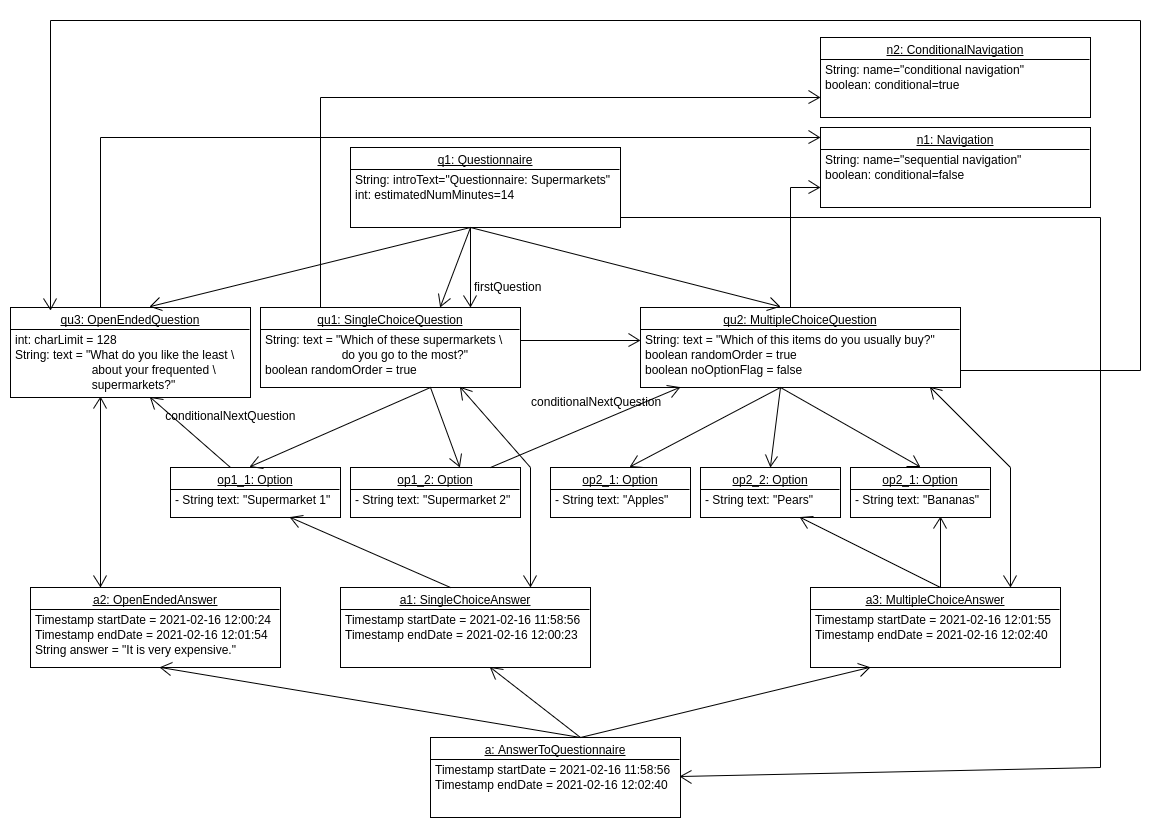 n2: ConditionalNavigation
String: name="conditional navigation"
boolean: conditional=true
n1: Navigation
String: name="sequential navigation"
boolean: conditional=false
q1: Questionnaire
String: introText="Questionnaire: Supermarkets"
int: estimatedNumMinutes=14
firstQuestion
qu3: OpenEndedQuestion
int: charLimit = 128
String: text = "What do you like the least \
about your frequented \
supermarkets?"
qu1: SingleChoiceQuestion
String: text = "Which of these supermarkets \
do you go to the most?"
boolean randomOrder = true
qu2: MultipleChoiceQuestion
String: text = "Which of this items do you usually buy?"
boolean randomOrder = true
boolean noOptionFlag = false
conditionalNextQuestion
conditionalNextQuestion
op1_1: Option
- String text: "Supermarket 1"
op1_2: Option
- String text: "Supermarket 2"
op2_1: Option
- String text: "Apples"
op2_2: Option
- String text: "Pears"
op2_1: Option
- String text: "Bananas"
a2: OpenEndedAnswer
Timestamp startDate = 2021-02-16 12:00:24
Timestamp endDate = 2021-02-16 12:01:54
String answer = "It is very expensive."
a1: SingleChoiceAnswer
Timestamp startDate = 2021-02-16 11:58:56
Timestamp endDate = 2021-02-16 12:00:23
a3: MultipleChoiceAnswer
Timestamp startDate = 2021-02-16 12:01:55
Timestamp endDate = 2021-02-16 12:02:40
a: AnswerToQuestionnaire
Timestamp startDate = 2021-02-16 11:58:56
Timestamp endDate = 2021-02-16 12:02:40